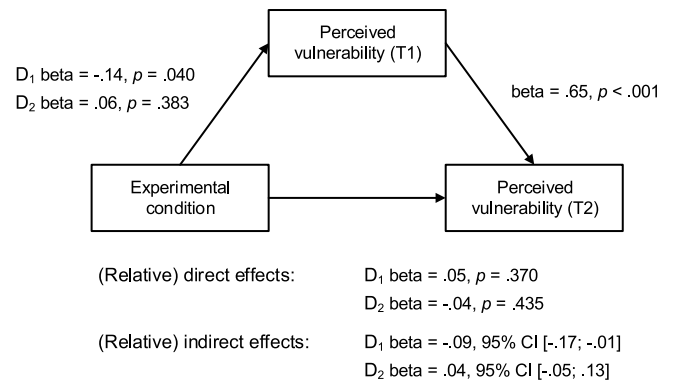 Perceived
vulnerability (T1)
D₁ beta = -.14, p = .040
D₂ beta = .06, p = .383
beta = .65, p < .001
Experimental
condition
Perceived
vulnerability (T2)
(Relative) direct effects: D₁ beta = .05, p = .370
D₂ beta = -.04, p = .435
(Relative) indirect effects: D₁ beta = -.09, 95% CI [-.17; -.01]
D₂ beta = .04, 95% CI [-.05; .13]